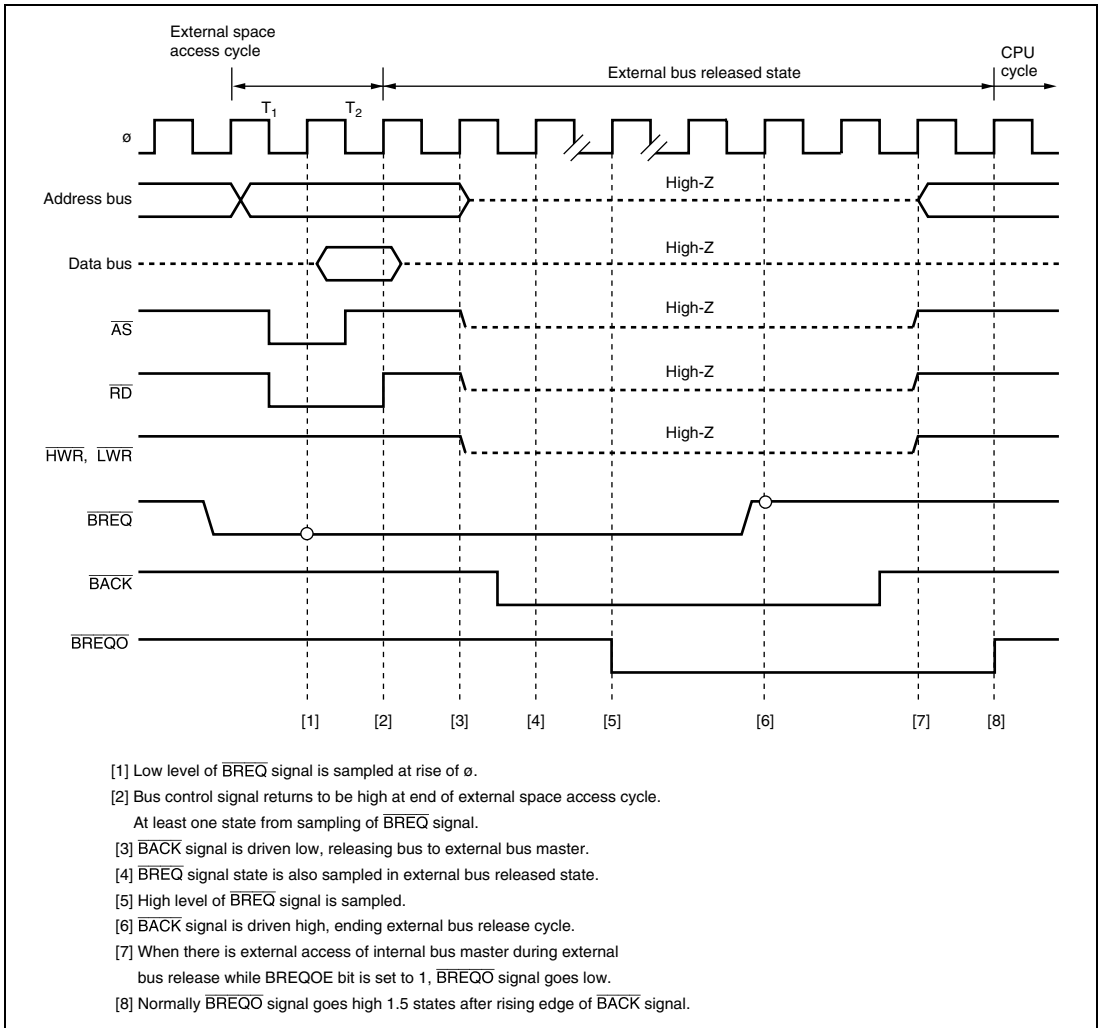 External space
access cycle
External bus released state
CPU
cycle
T1
T2
ø
Address bus
High-Z
Data bus
High-Z
AS
High-Z
RD
High-Z
HWR, LWR
High-Z
BREQ
BACK
BREQO
[1] [2] [3] [4] [5] [6] [7] [8]
[1] Low level of BREQ signal is sampled at rise of ø.
[2] Bus control signal returns to be high at end of external space access cycle.
At least one state from sampling of BREQ signal.
[3] BACK signal is driven low, releasing bus to external bus master.
[4] BREQ signal state is also sampled in external bus released state.
[5] High level of BREQ signal is sampled.
[6] BACK signal is driven high, ending external bus release cycle.
[7] When there is external access of internal bus master during external
bus release while BREQOE bit is set to 1, BREQO signal goes low.
[8] Normally BREQO signal goes high 1.5 states after rising edge of BACK signal.